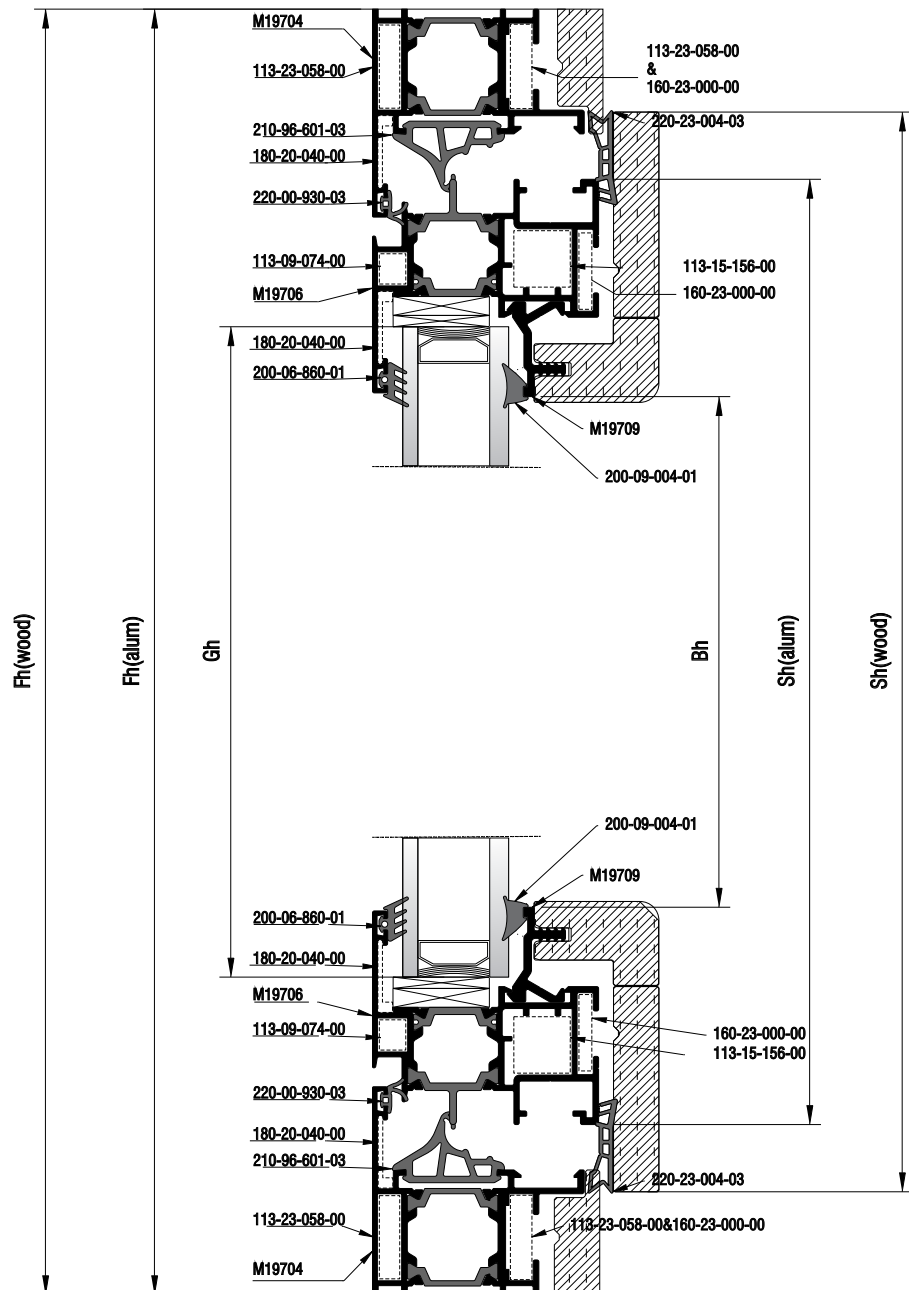 M19704
113-23-058-00
113-23-058-00
&
160-23-000-00
220-23-004-03
210-96-601-03
180-20-040-00
220-00-930-03
113-09-074-00
113-15-156-00
M19706
160-23-000-00
180-20-040-00
200-06-860-01
M19709
200-09-004-01
Fh(wood)
Fh(alum)
Gh
Bh
Sh(alum)
Sh(wood)
200-09-004-01
M19709
200-06-860-01
180-20-040-00
M19706
113-09-074-00
160-23-000-00
113-15-156-00
220-00-930-03
180-20-040-00
210-96-601-03
220-23-004-03
113-23-058-00
113-23-058-00&160-23-000-00
M19704